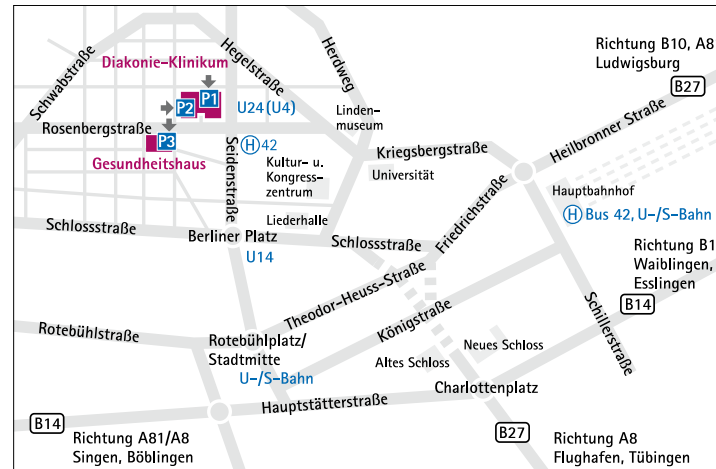 Richtung B10, A8
Ludwigsburg
B27
Schwabstraße
Hegelstraße
Herdweg
Diakonie-Klinikum
P1
P2
U24 (U4)
Linden-
museum
Heilbronner Straße
Rosenbergstraße
P3
Gesundheitshaus
Seidenstraße
H 42
Kriegsbergstraße
Kultur- u.
Kongress-
zentrum
Universität
Hauptbahnhof
H Bus 42, U-/S-Bahn
Liederhalle
Friedrichstraße
Schlossstraße
Berliner Platz
U14
Schlossstraße
Richtung B1
Waiblingen,
Esslingen
B14
Theodor-Heuss-Straße
Königstraße
Schillerstraße
Rotebühlstraße
Rotebühlplatz/
Stadtmitte
U-/S-Bahn
Neues Schloss
Altes Schloss
Charlottenplatz
Hauptstätterstraße
B14
Richtung A81/A8
Singen, Böblingen
B27
Richtung A8
Flughafen, Tübingen